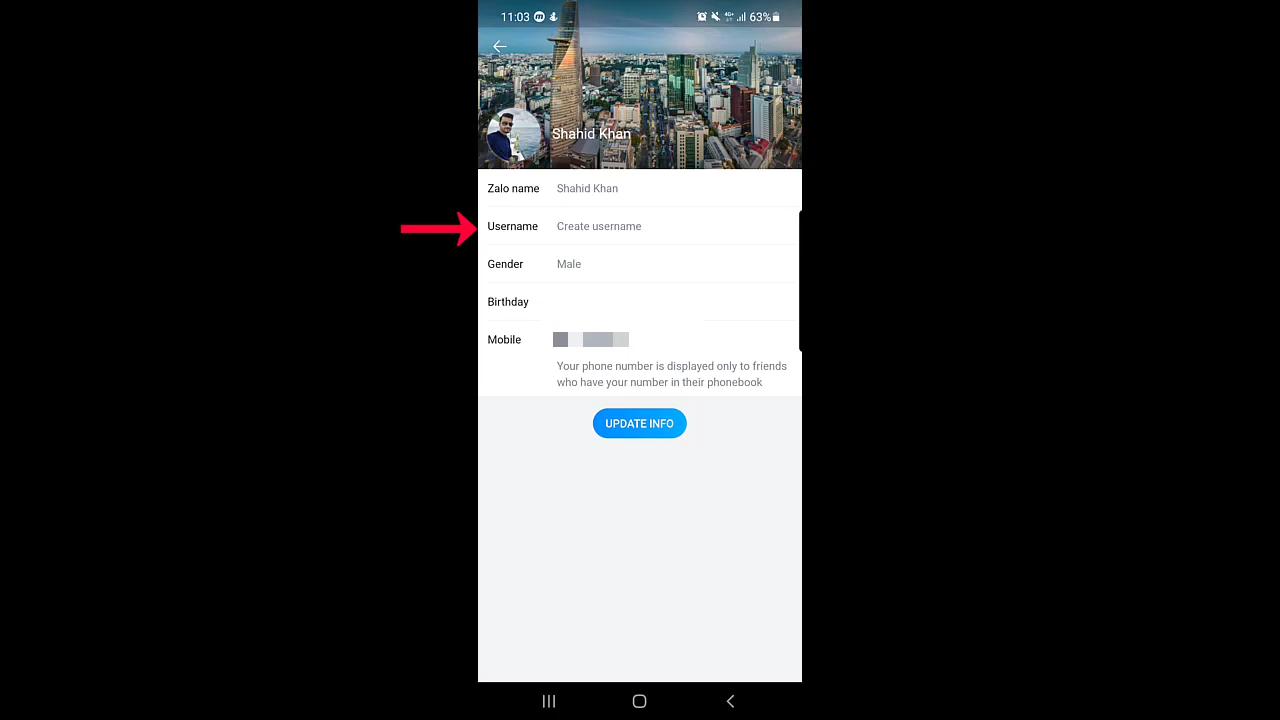 11:03 63%
Shahid Khan
Zalo name Shahid Khan
Username Create username
Gender Male
Birthday
Mobile
Your phone number is displayed only to friends
who have your number in their phonebook
UPDATE INFO